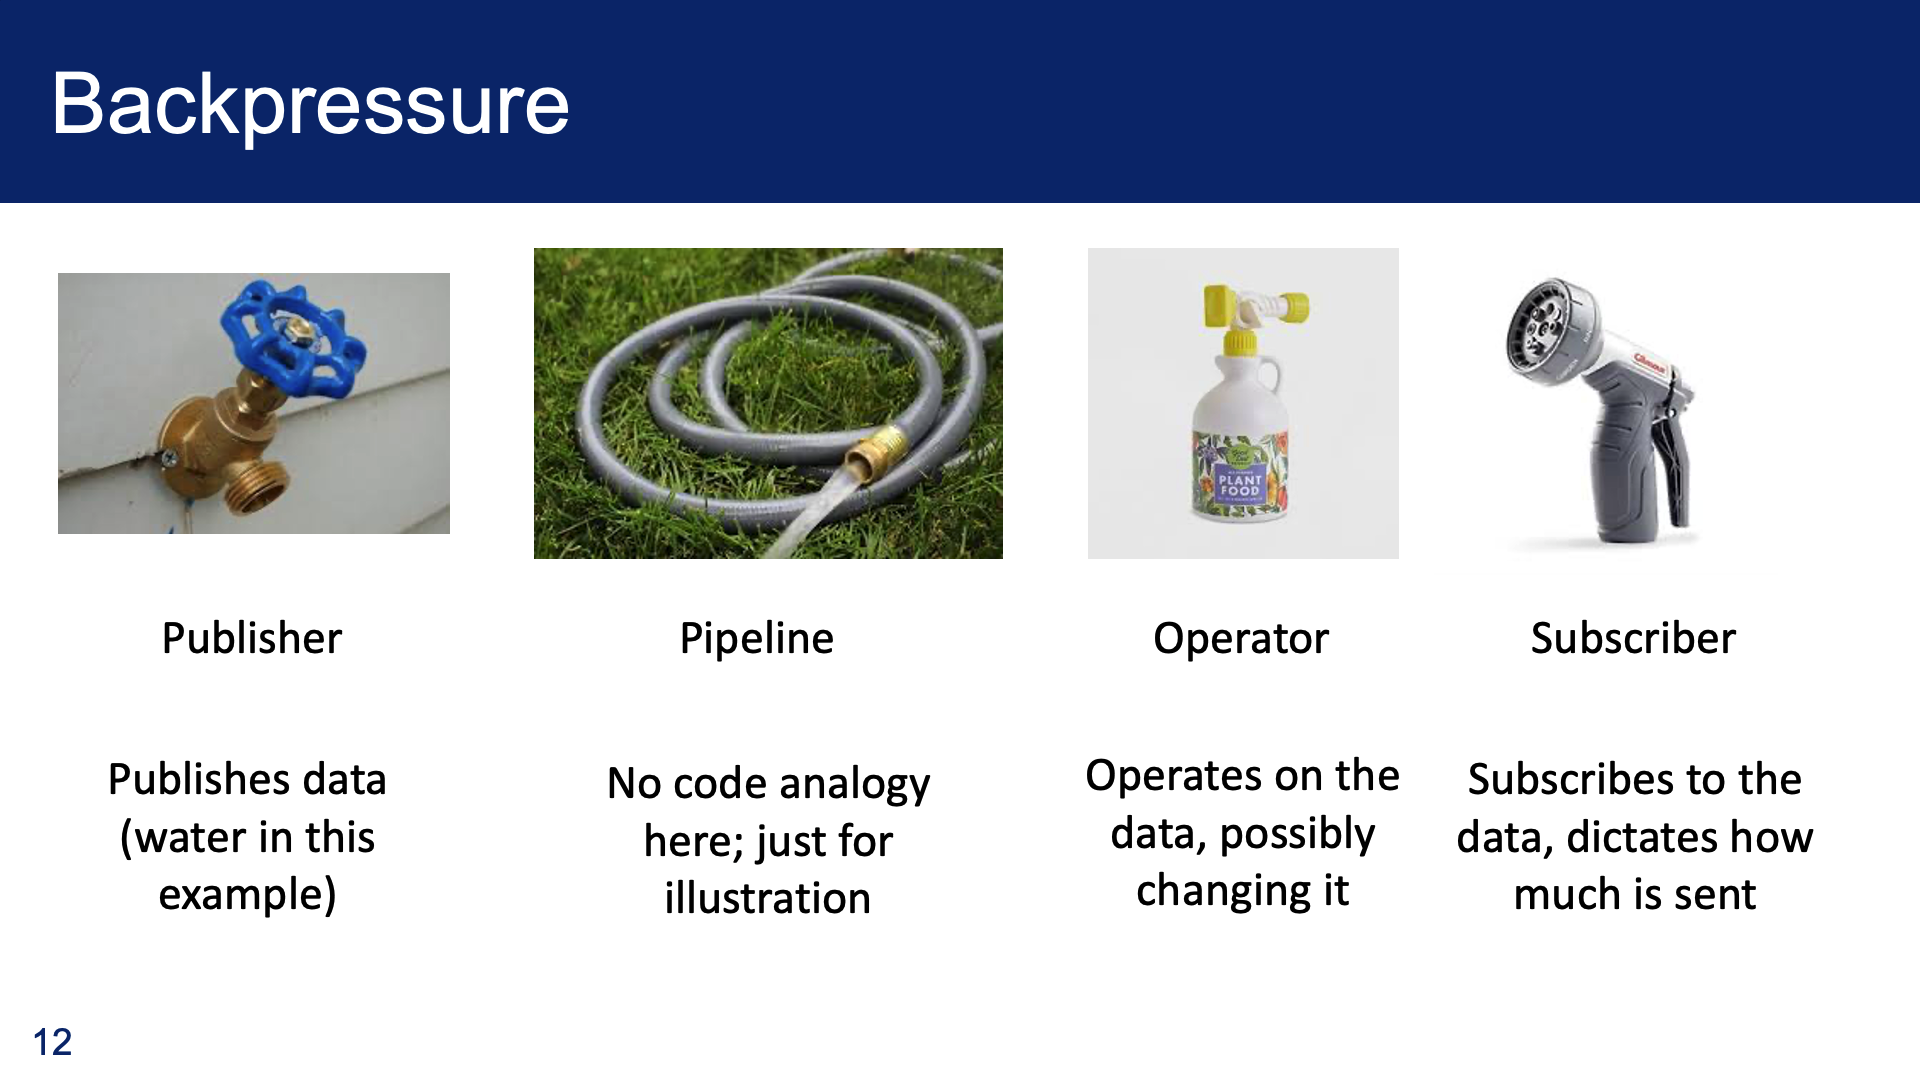 Backpressure
PLANT
FOOD
Gilmour
Publisher
Pipeline
Operator
Subscriber
Publishes data
(water in this
example)
No code analogy
here; just for
illustration
Operates on the
data, possibly
changing it
Subscribes to the
data, dictates how
much is sent
12